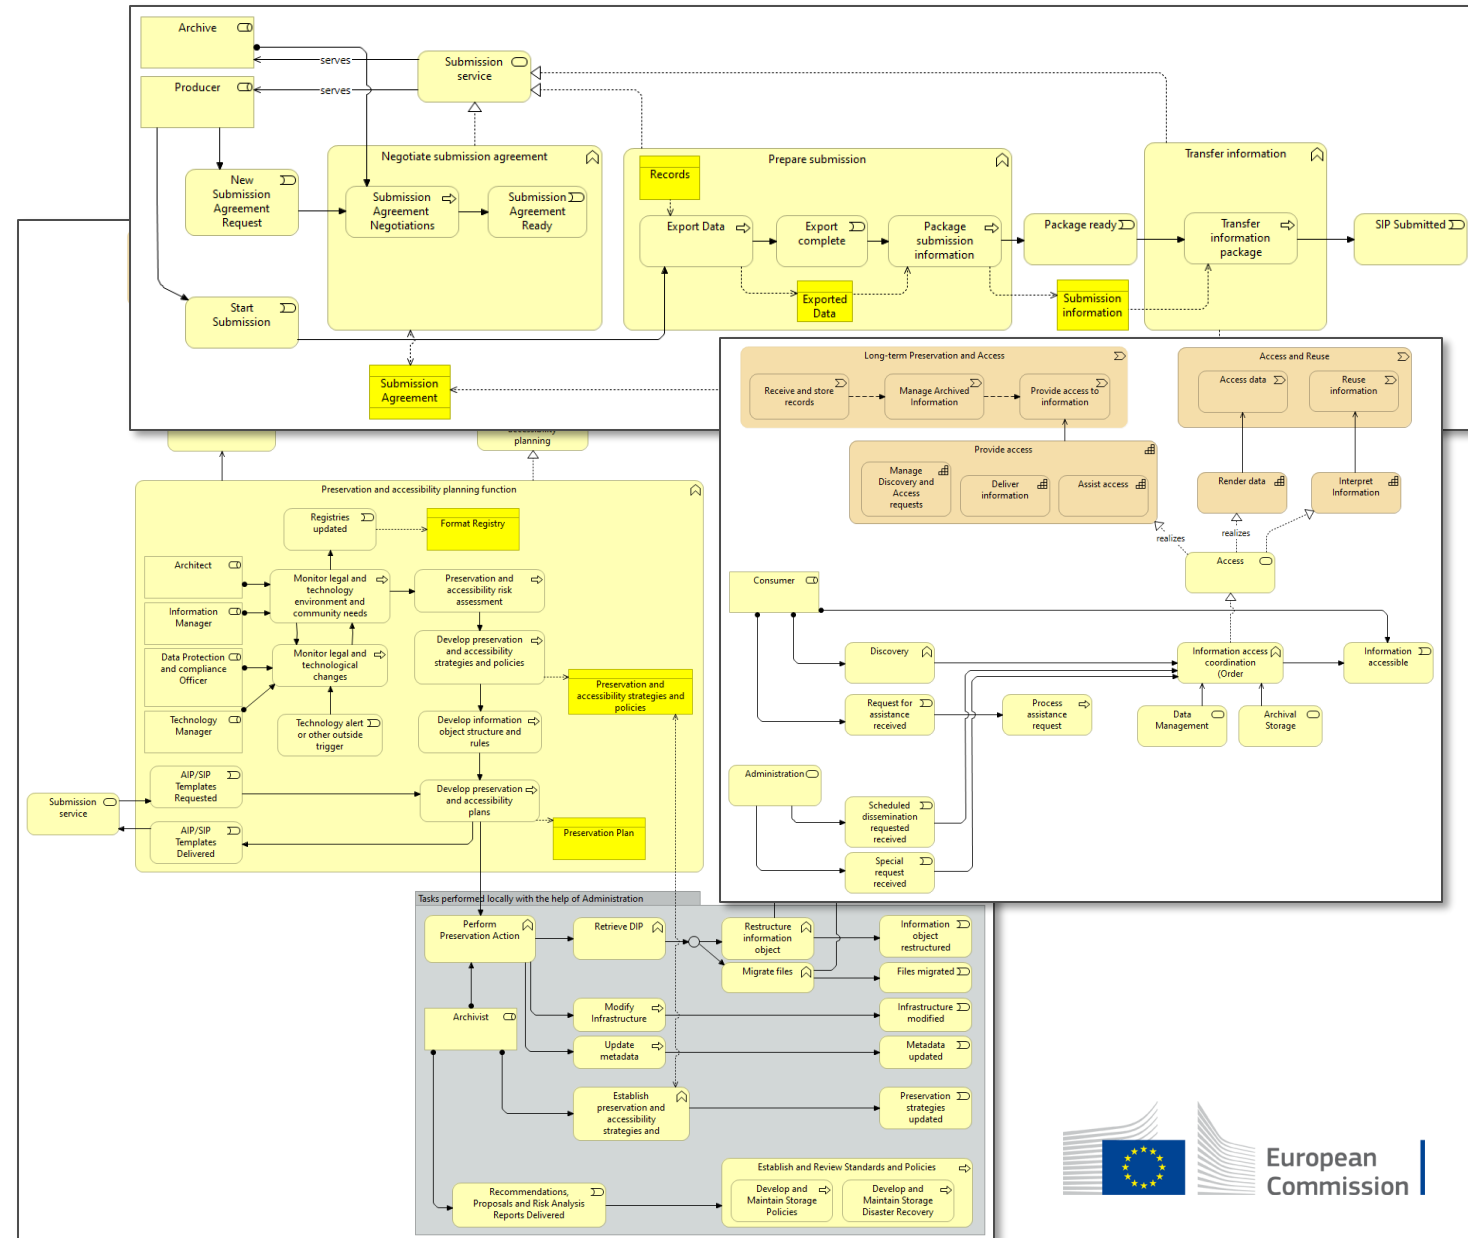 Archive
Producer
serves
serves
Submission
service
Negotiate submission agreement
New
Submission
Agreement
Request
Submission
Agreement
Negotiations
Submission
Agreement
Ready
Start
Submission
Submission
Agreement
Prepare submission
Records
Export Data
Export
complete
Package
submission
information
Exported
Data
Package ready
Submission
information
Transfer information
Transfer
information
package
SIP Submitted
Long-term Preservation and Access
Receive and store
records
Manage Archived
Information
Provide access to
information
Access and Reuse
Access data
Reuse
information
Provide access
Manage
Discovery and
Access
requests
Deliver
information
Assist access
Render data
Interpret
Information
realizes
realizes
Access
Consumer
Discovery
Information access
coordination
(Order
Information
accessible
Request for
assistance
received
Process
assistance
request
Data
Management
Archival
Storage
Administration
Scheduled
dissemination
requested
received
Special
request
received
planning
Preservation and accessibility planning function
Registries
updated
Format Registry
Architect
Information
Manager
Data Protection
and compliance
Officer
Technology
Manager
Monitor legal and
technology
environment and
community needs
Preservation and
accessibility risk
assessment
Monitor legal and
technological
changes
Develop preservation
and accessibility
strategies and policies
Preservation and
accessibility strategies and
policies
Technology alert
or other outside
trigger
Develop information
object structure and
rules
Submission
service
AIP/SIP
Templates
Requested
AIP/SIP
Templates
Delivered
Develop preservation
and accessibility
plans
Preservation Plan
Tasks performed locally with the help of Administration
Perform
Preservation Action
Retrieve DIP
Restructure
information
object
Information
object
restructured
Migrate files
Files migrated
Archivist
Modify
Infrastructure
Infrastructure
modified
Update
metadata
Metadata
updated
Establish
preservation and
accessibility
strategies and
Preservation
strategies
updated
Recommendations,
Proposals and Risk Analysis
Reports Delivered
Establish and Review Standards and Policies
Develop and
Maintain Storage
Policies
Develop and
Maintain Storage
Disaster Recovery
European
Commission